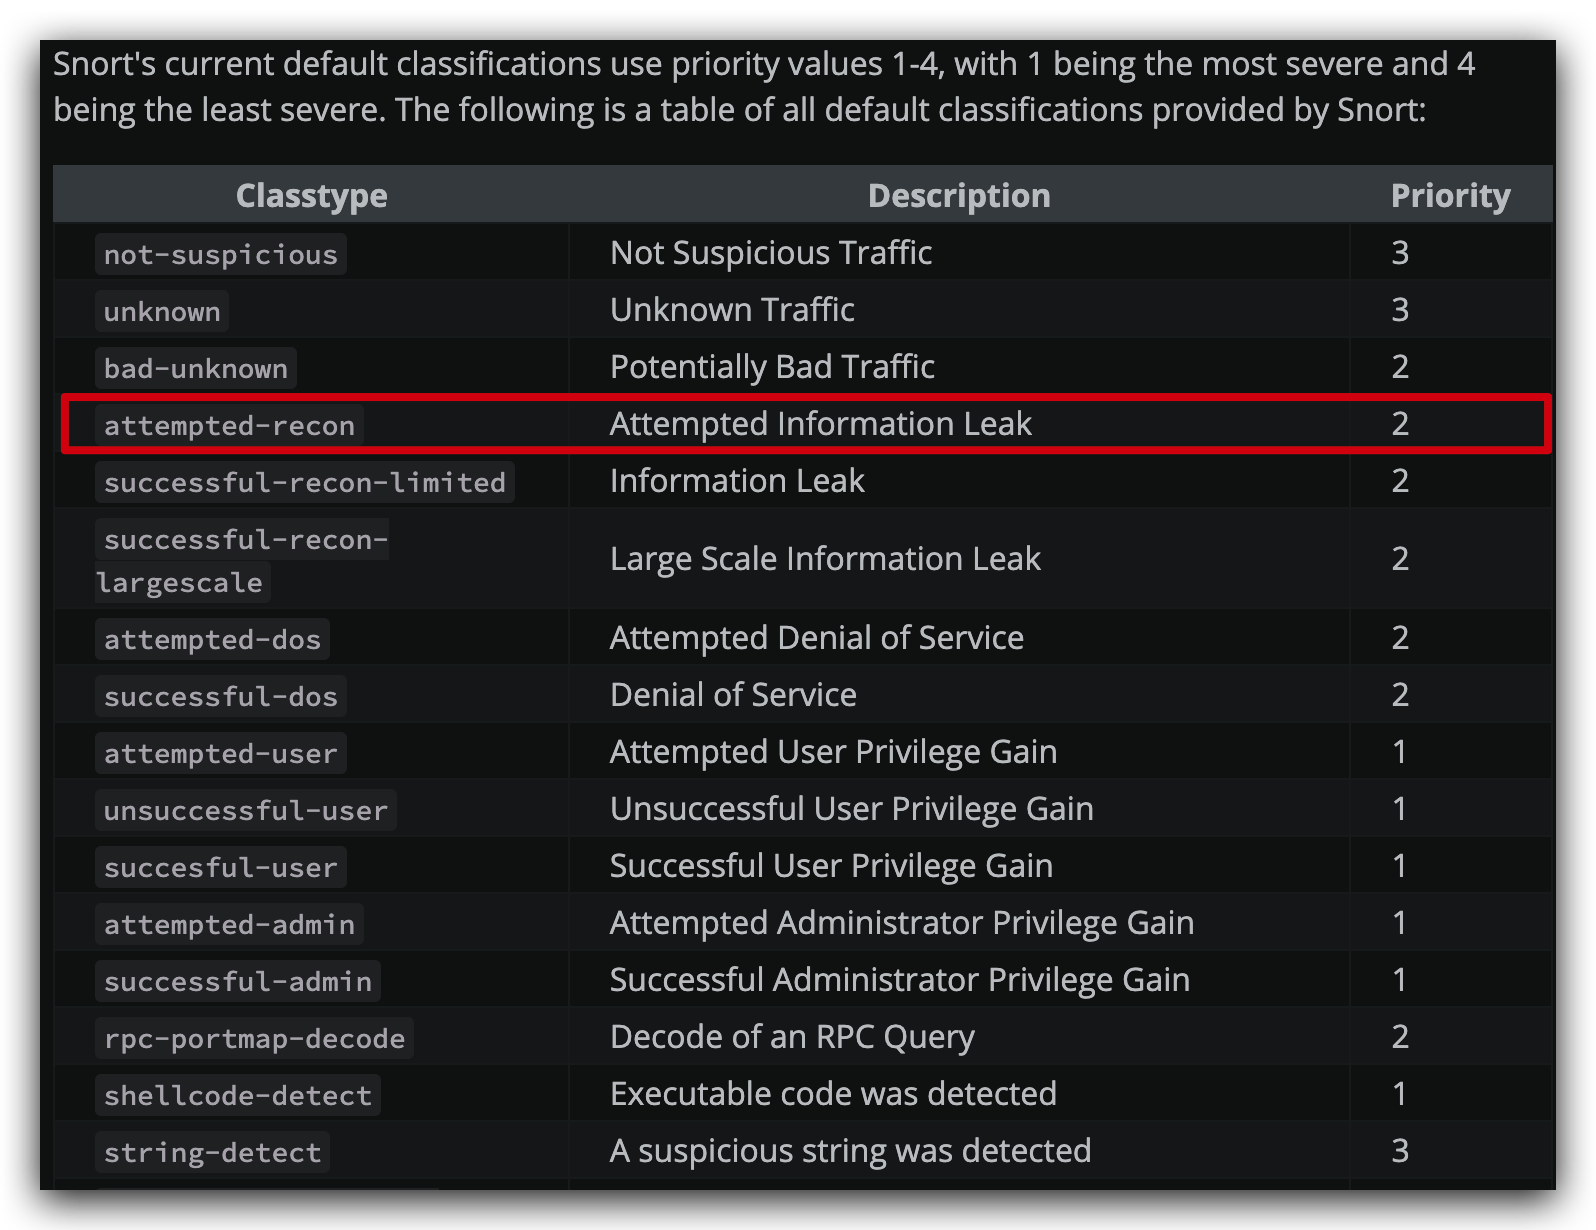 Snort's current default classifications use priority values 1-4, with 1 being the most severe and 4
being the least severe. The following is a table of all default classifications provided by Snort:
Classtype Description Priority
not-suspicious Not Suspicious Traffic 3
unknown Unknown Traffic 3
bad-unknown Potentially Bad Traffic 2
attempted-recon Attempted Information Leak 2
successful-recon-limited Information Leak 2
successful-recon-
largescale Large Scale Information Leak 2
attempted-dos Attempted Denial of Service 2
successful-dos Denial of Service 2
attempted-user Attempted User Privilege Gain 1
unsuccessful-user Unsuccessful User Privilege Gain 1
succesful-user Successful User Privilege Gain 1
attempted-admin Attempted Administrator Privilege Gain 1
successful-admin Successful Administrator Privilege Gain 1
rpc-portmap-decode Decode of an RPC Query 2
shellcode-detect Executable code was detected 1
string-detect A suspicious string was detected 3